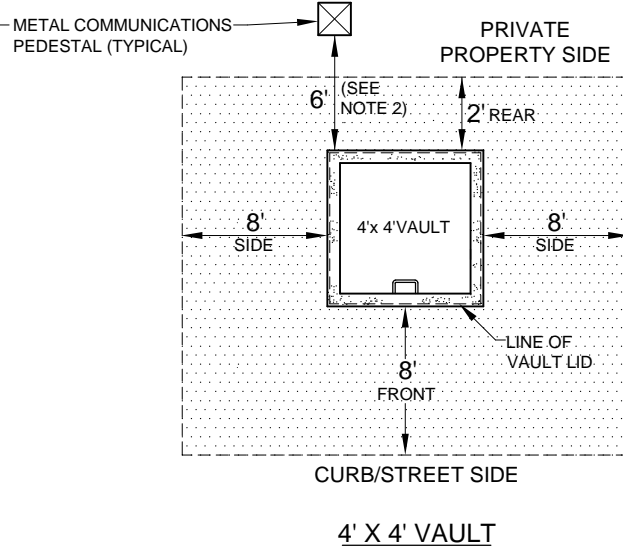 METAL COMMUNICATIONS
PEDESTAL (TYPICAL)
PRIVATE
PROPERTY SIDE
6' (SEE
NOTE 2)
2' REAR
8'
SIDE
4'x 4'VAULT
8'
SIDE
LINE OF
VAULT LID
8'
FRONT
CURB/STREET SIDE
4' X 4' VAULT